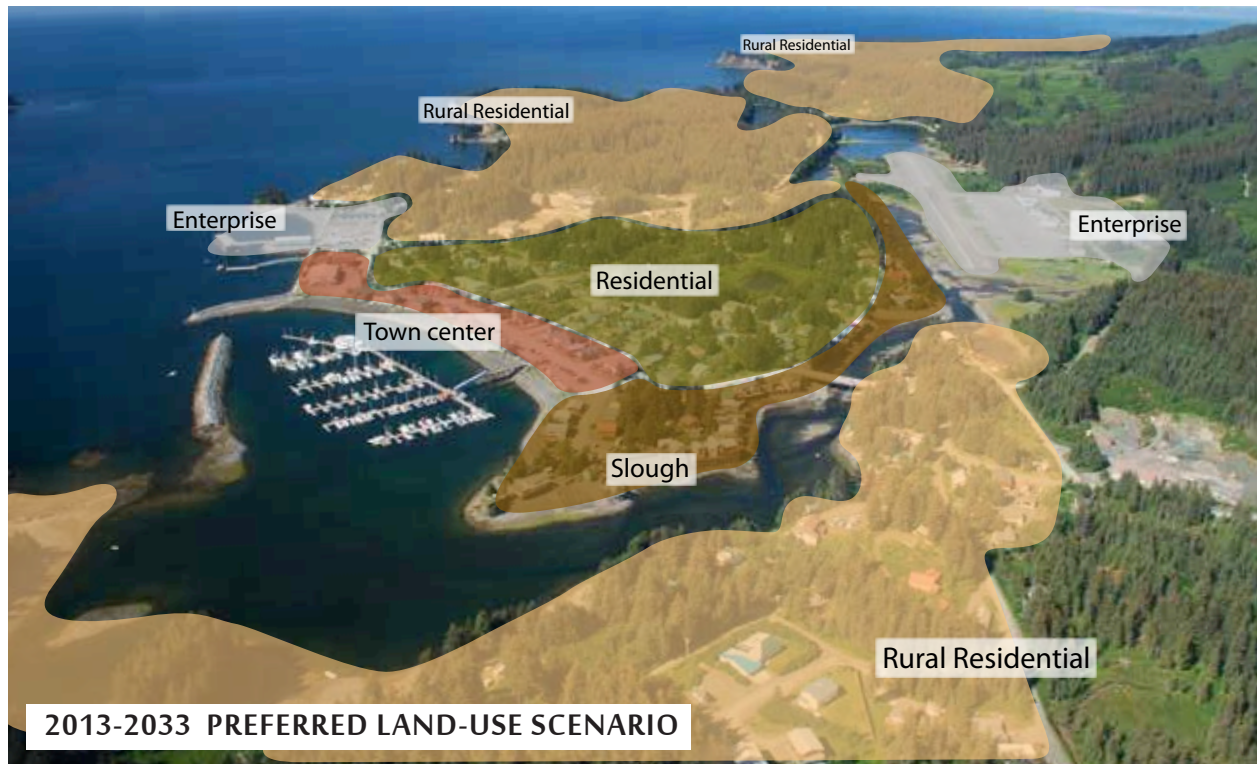 Rural Residential
Rural Residential
Enterprise
Enterprise
Residential
Town center
Slough
Rural Residential
2013-2033 PREFERRED LAND-USE SCENARIO